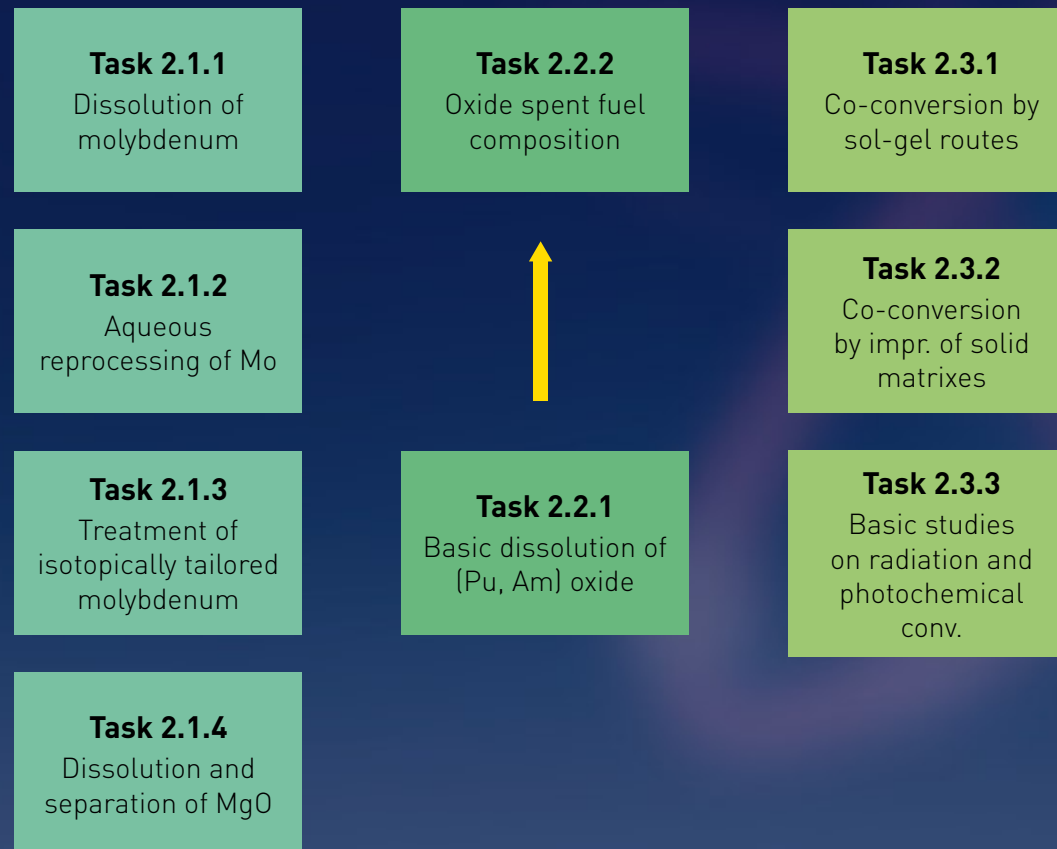 Task 2.1.1
Dissolution of
molybdenum
Task 2.1.2
Aqueous
reprocessing of Mo
Task 2.1.3
Treatment of
isotopically tailored
molybdenum
Task 2.1.4
Dissolution and
separation of MgO
Task 2.2.2
Oxide spent fuel
composition
Task 2.2.1
Basic dissolution of
(Pu, Am) oxide
Task 2.3.1
Co-conversion by
sol-gel routes
Task 2.3.2
Co-conversion
by impr. of solid
matrixes
Task 2.3.3
Basic studies
on radiation and
photochemical
conv.